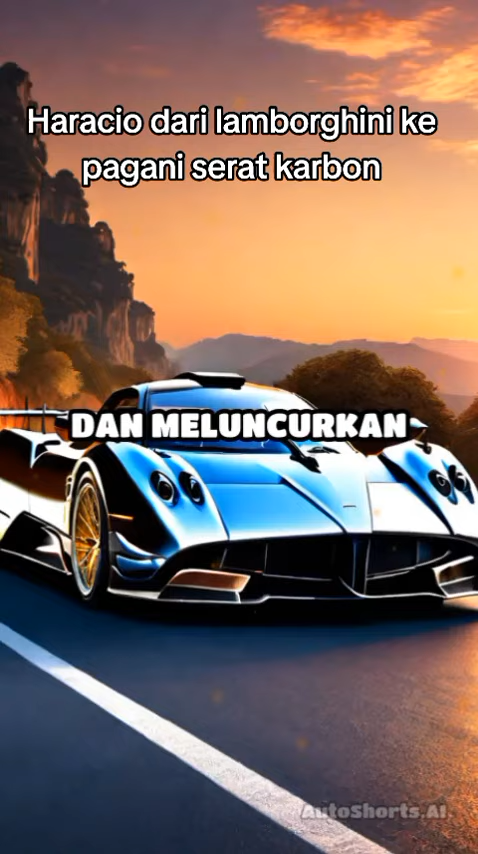 Haracio dari lamborghini ke
pagani serat karbon
DAN MELUNCURKAN
AutoShorts.AI